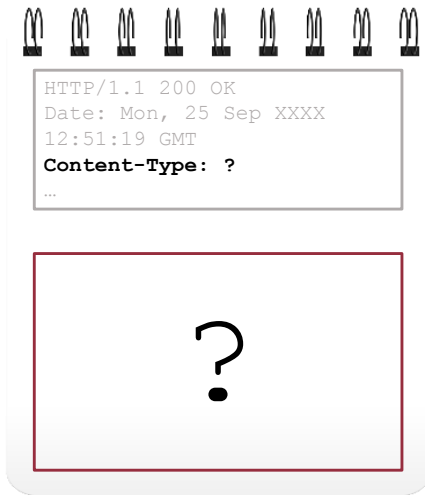 HTTP/1.1 200 OK
Date: Mon, 25 Sep XXXX
12:51:19 GMT
Content-Type: ?
…
?